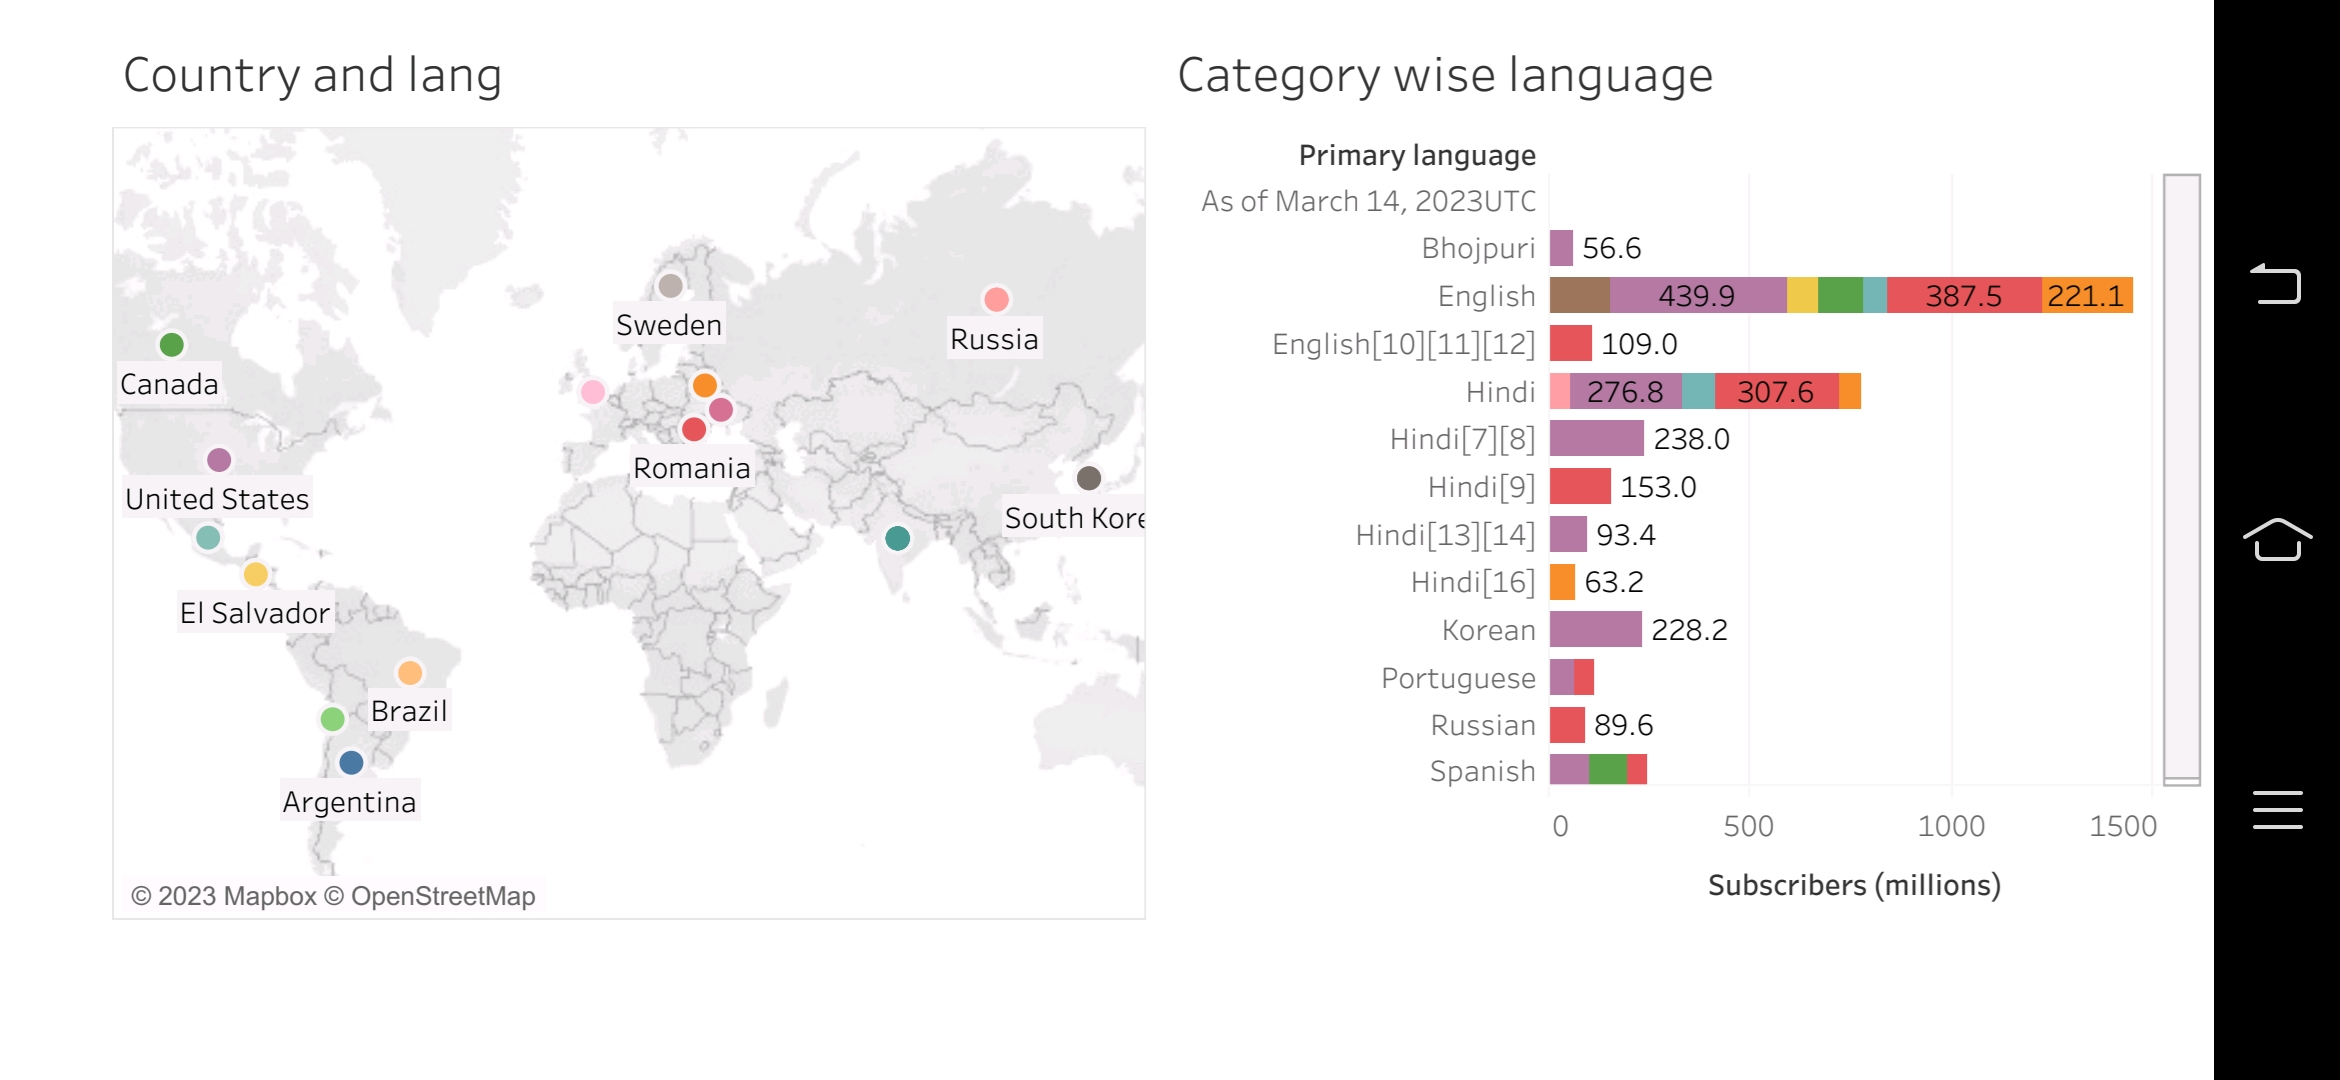 Country and lang
Canada
United States
El Salvador
Brazil
Argentina
Sweden
Romania
Russia
South Kore
© 2023 Mapbox © OpenStreetMap
Category wise language
Primary language
As of March 14, 2023UTC
Bhojpuri 56.6
English 439.9 387.5 221.1
English[10][11][12] 109.0
Hindi 276.8 307.6
Hindi[7][8] 238.0
Hindi[9] 153.0
Hindi[13][14] 93.4
Hindi[16] 63.2
Korean 228.2
Portuguese
Russian 89.6
Spanish
0 500 1000 1500
Subscribers (millions)